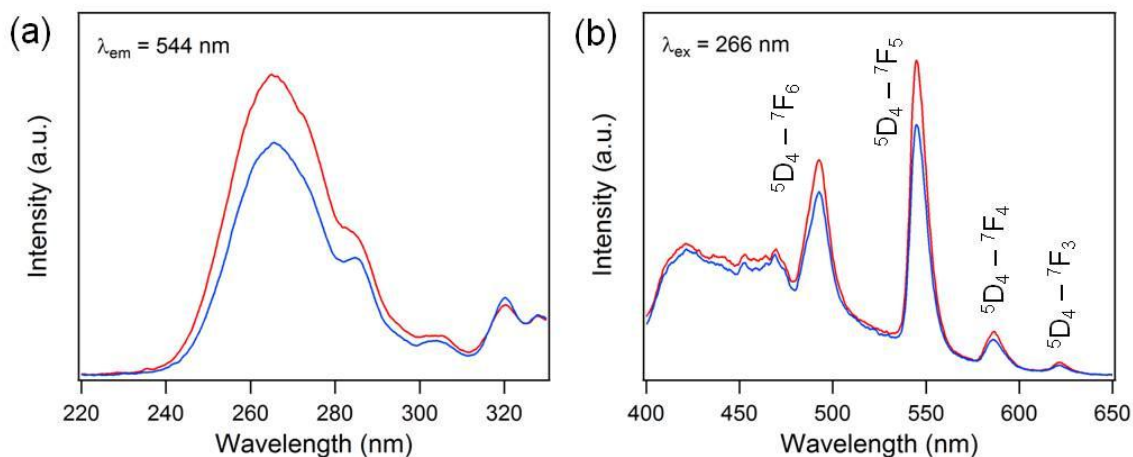 (a)
λem = 544 nm
Intensity (a.u.)
220 240 260 280 300 320
Wavelength (nm)
(b)
λex = 266 nm
⁵D₄ – ⁷F₆
⁵D₄ – ⁷F₅
⁵D₄ – ⁷F₄
⁵D₄ – ⁷F₃
Intensity (a.u.)
400 450 500 550 600 650
Wavelength (nm)